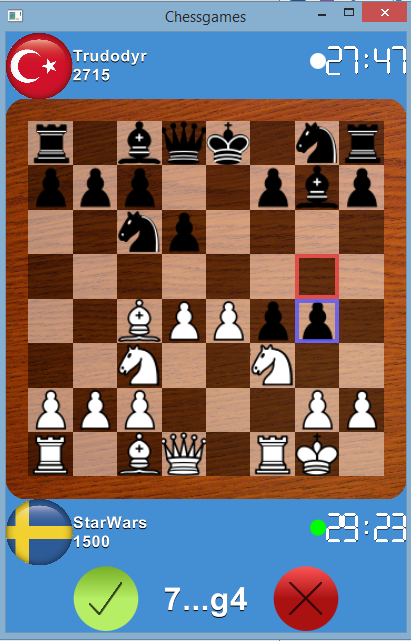 Chessgames
Trudodyr
2715
27:47
StarWars
1500
29:23
7...g4